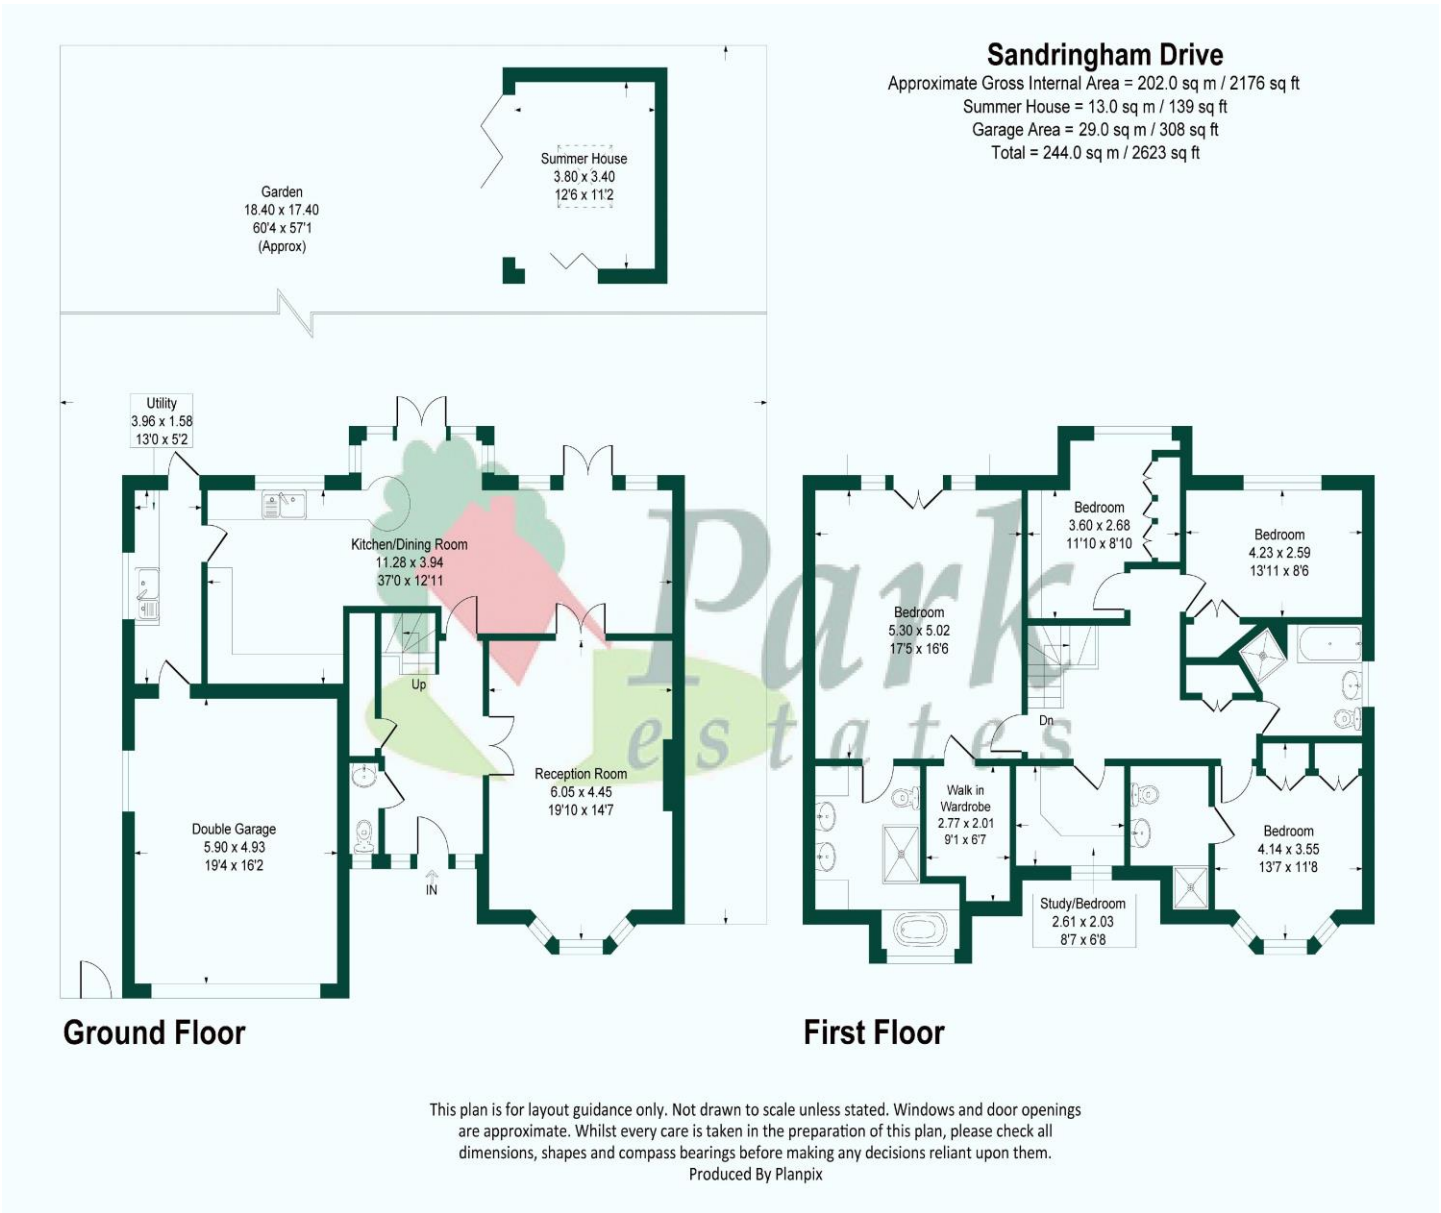 Sandringham Drive
Approximate Gross Internal Area = 202.0 sq m / 2176 sq ft
Summer House = 13.0 sq m / 139 sq ft
Garage Area = 29.0 sq m / 308 sq ft
Total = 244.0 sq m / 2623 sq ft
Summer House
3.80 x 3.40
12'6 x 11'2
Garden
18.40 x 17.40
60'4 x 57'1
(Approx)
Utility
3.96 x 1.58
13'0 x 5'2
Kitchen/Dining Room
11.28 x 3.94
37'0 x 12'11
Up
Reception Room
6.05 x 4.45
19'10 x 14'7
Double Garage
5.90 x 4.93
19'4 x 16'2
IN
Park
estates
Bedroom
3.60 x 2.68
11'10 x 8'10
Bedroom
4.23 x 2.59
13'11 x 8'6
Bedroom
5.30 x 5.02
17'5 x 16'6
Dn
Walk in
Wardrobe
2.77 x 2.01
9'1 x 6'7
Bedroom
4.14 x 3.55
13'7 x 11'8
Study/Bedroom
2.61 x 2.03
8'7 x 6'8
Ground Floor
First Floor
This plan is for layout guidance only. Not drawn to scale unless stated. Windows and door openings
are approximate. Whilst every care is taken in the preparation of this plan, please check all
dimensions, shapes and compass bearings before making any decisions reliant upon them.
Produced By Planpix